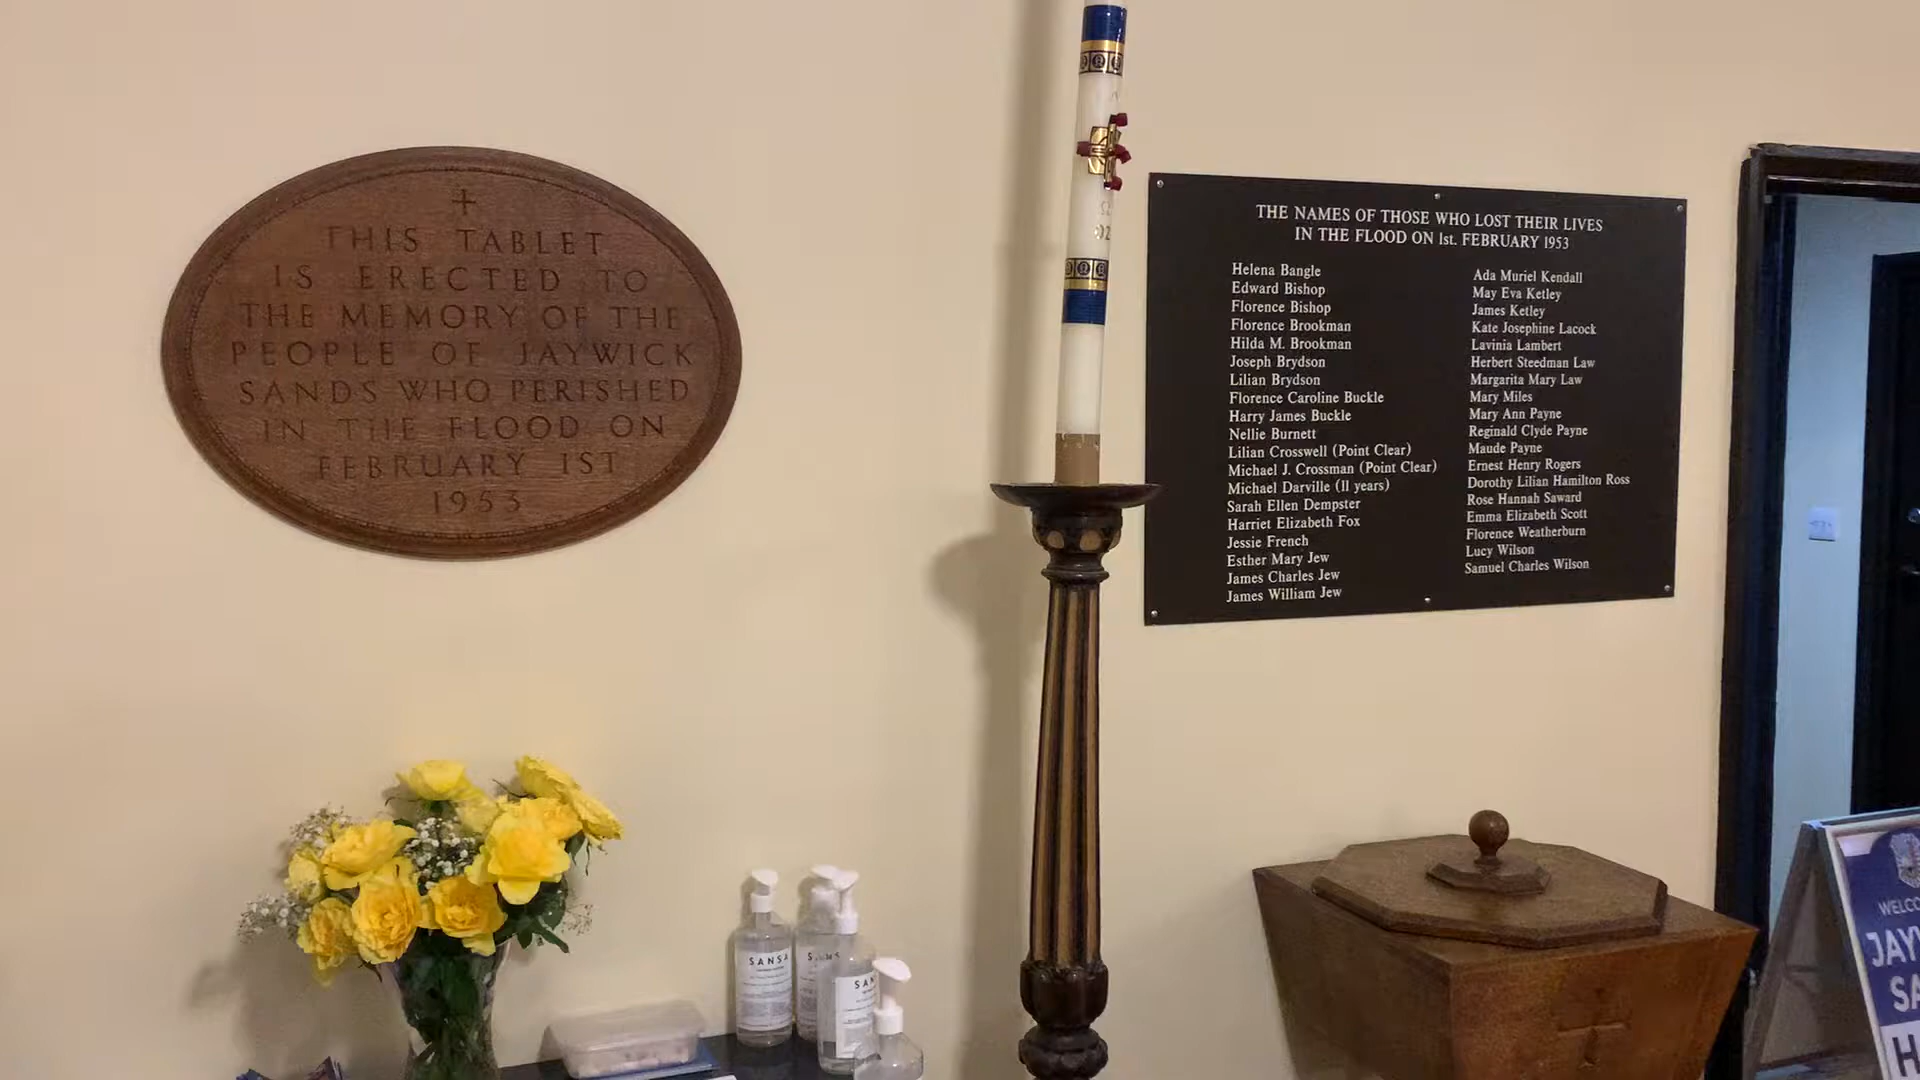 THIS TABLET
IS ERECTED TO
THE MEMORY OF THE
PEOPLE OF JAYWICK
SANDS WHO PERISHED
IN THE FLOOD ON
FEBRUARY 1ST
1953
THE NAMES OF THOSE WHO LOST THEIR LIVES
IN THE FLOOD ON 1st. FEBRUARY 1953
Helena Bangle
Edward Bishop
Florence Bishop
Florence Brookman
Hilda M. Brookman
Joseph Brydson
Lilian Brydson
Florence Caroline Buckle
Harry James Buckle
Nellie Burnett
Lilian Crosswell (Point Clear)
Michael J. Crossman (Point Clear)
Michael Darville (11 years)
Sarah Ellen Dempster
Harriet Elizabeth Fox
Jessie French
Esther Mary Jew
James Charles Jew
James William Jew
Ada Muriel Kendall
May Eva Ketley
James Ketley
Kate Josephine Lacock
Lavinia Lambert
Herbert Steedman Law
Margarita Mary Law
Mary Miles
Mary Ann Payne
Reginald Clyde Payne
Maude Payne
Ernest Henry Rogers
Dorothy Lilian Hamilton Ross
Rose Hannah Saward
Emma Elizabeth Scott
Florence Weatherburn
Lucy Wilson
Samuel Charles Wilson
Ω
SANSA